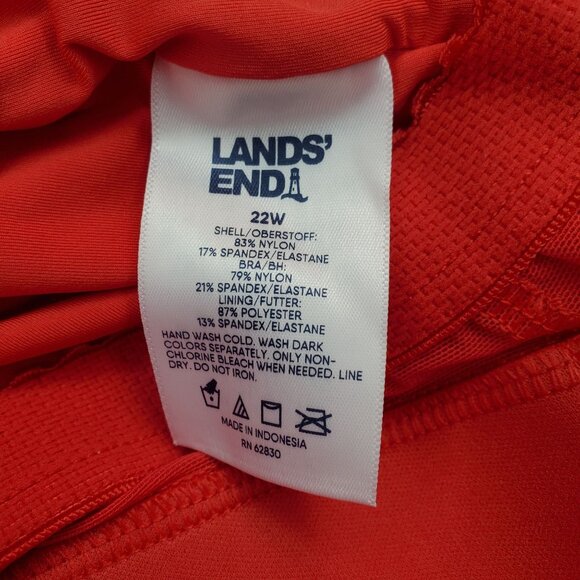 LANDS'
END
22W
SHELL/OBERSTOFF:
83% NYLON
17% SPANDEX/ELASTANE
BRA/BH:
79% NYLON
21% SPANDEX/ELASTANE
LINING/FUTTER:
87% POLYESTER
13% SPANDEX/ELASTANE
HAND WASH COLD. WASH DARK
COLORS SEPARATELY. ONLY NON-
CHLORINE BLEACH WHEN NEEDED. LINE
DRY. DO NOT IRON.
MADE IN INDONESIA
RN 62830